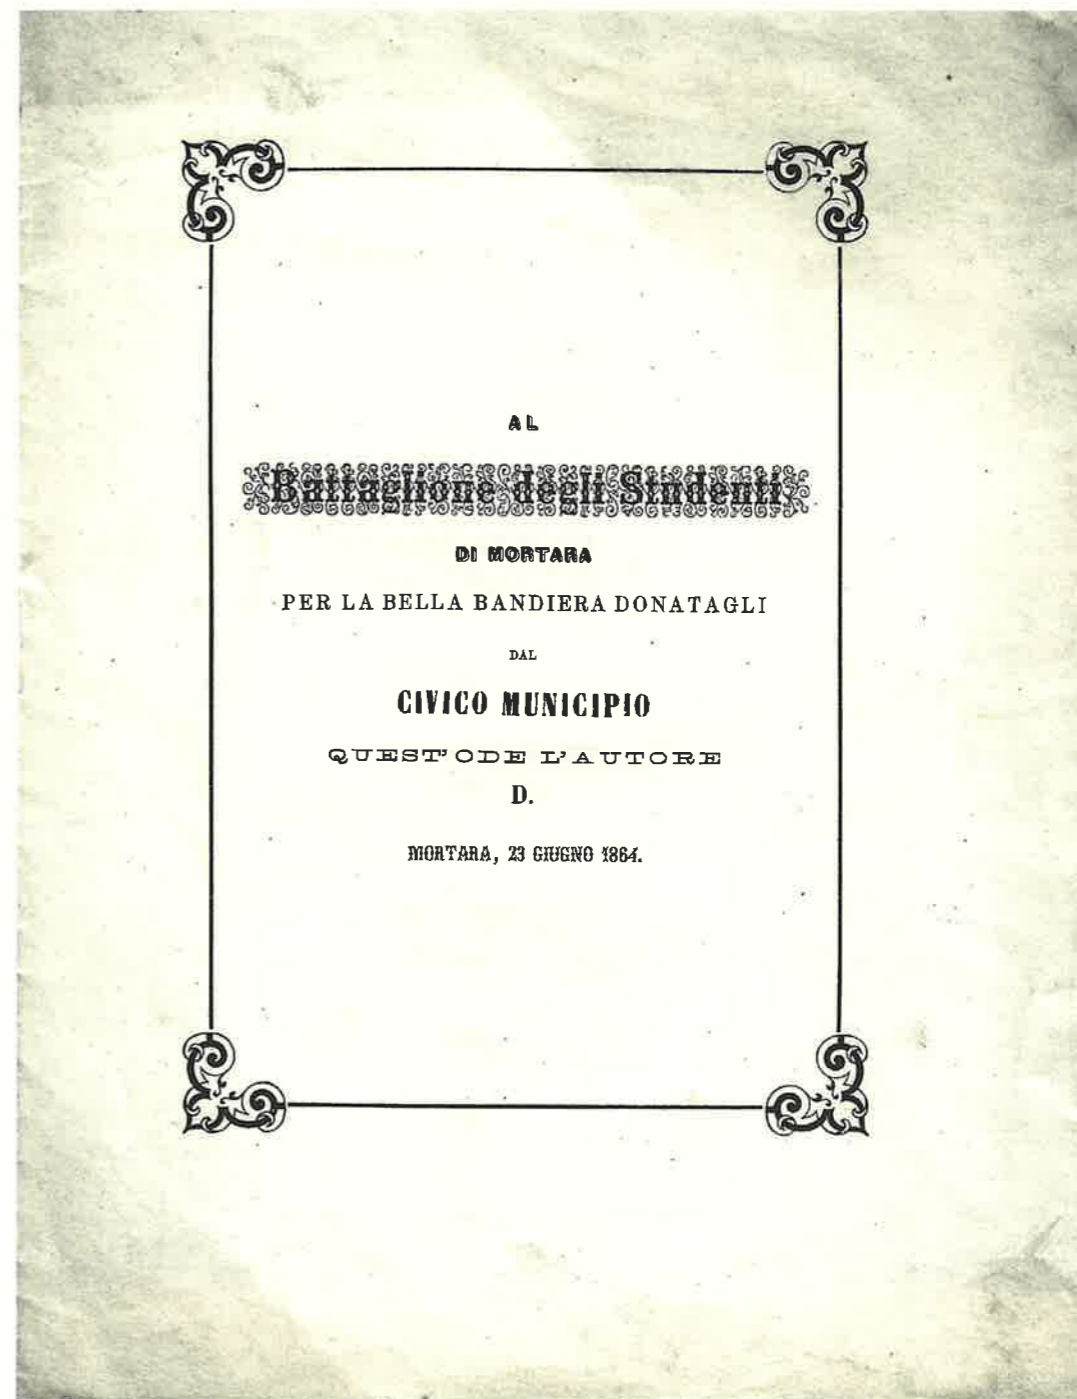 AL
Battaglione degli Studenti
DI MORTARA
PER LA BELLA BANDIERA DONATAGLI
DAL
CIVICO MUNICIPIO
QUEST' ODE L'AUTORE
D.
MORTARA, 23 GIUGNO 1864.